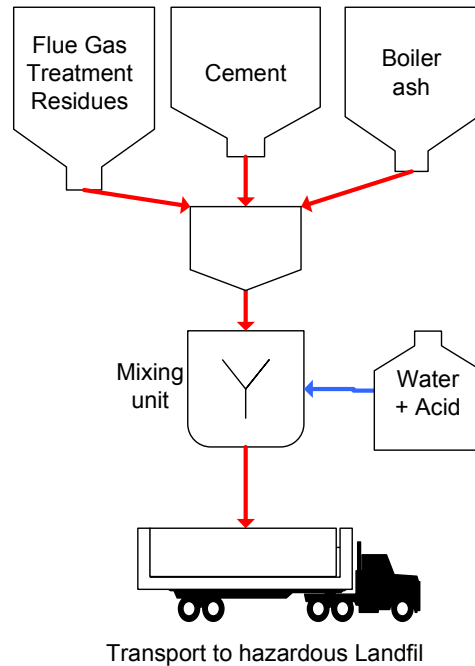 Flue Gas
Treatment
Residues
Cement
Boiler
ash
Mixing
unit
Water
+ Acid
Transport to hazardous Landfil